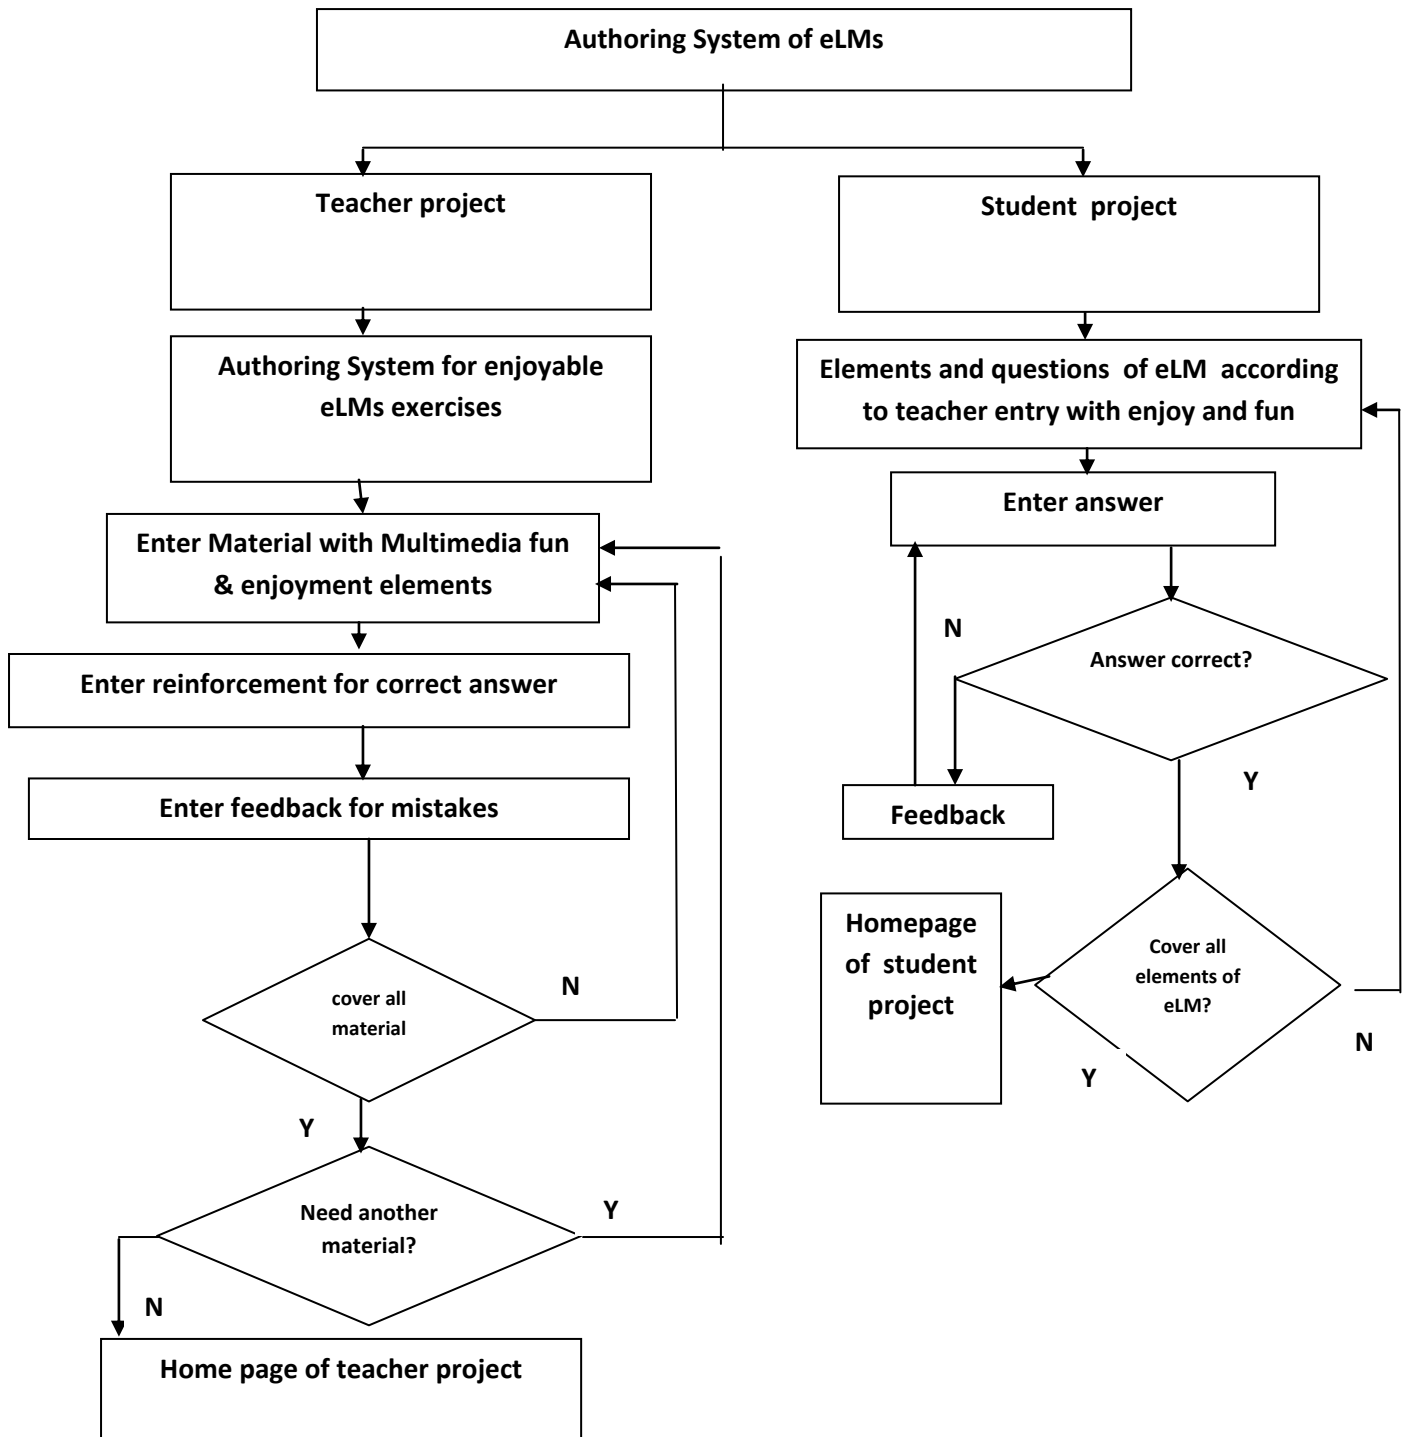 Authoring System of eLMs
Teacher project
Student project
Authoring System for enjoyable
eLMs exercises
Elements and questions of eLM according
to teacher entry with enjoy and fun
Enter answer
Enter Material with Multimedia fun
& enjoyment elements
N
Answer correct?
Enter reinforcement for correct answer
Y
Enter feedback for mistakes
Feedback
Homepage
of student
project
Cover all
elements of
eLM?
N
Y
cover all
material
N
Y
Need another
material?
Y
N
Home page of teacher project